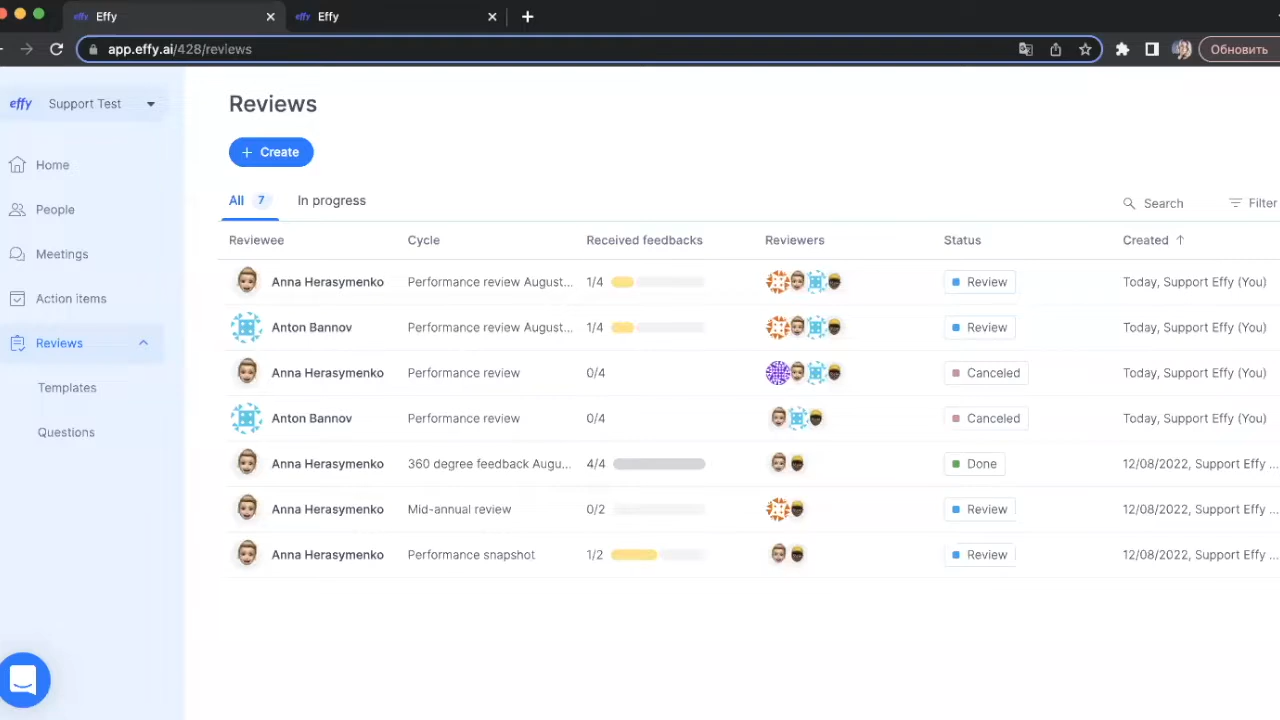 Effy
Effy
app.effy.ai/428/reviews
Обновить
effy Support Test
Home
People
Meetings
Action items
Reviews
Templates
Questions
Reviews
+ Create
All 7 In progress
Search
Filter
Reviewee Cycle Received feedbacks Reviewers Status Created ↑
Anna Herasymenko Performance review August... 1/4 Review Today, Support Effy (You)
Anton Bannov Performance review August... 1/4 Review Today, Support Effy (You)
Anna Herasymenko Performance review 0/4 Canceled Today, Support Effy (You)
Anton Bannov Performance review 0/4 Canceled Today, Support Effy (You)
Anna Herasymenko 360 degree feedback Augu... 4/4 Done 12/08/2022, Support Effy ...
Anna Herasymenko Mid-annual review 0/2 Review 12/08/2022, Support Effy ...
Anna Herasymenko Performance snapshot 1/2 Review 12/08/2022, Support Effy ...